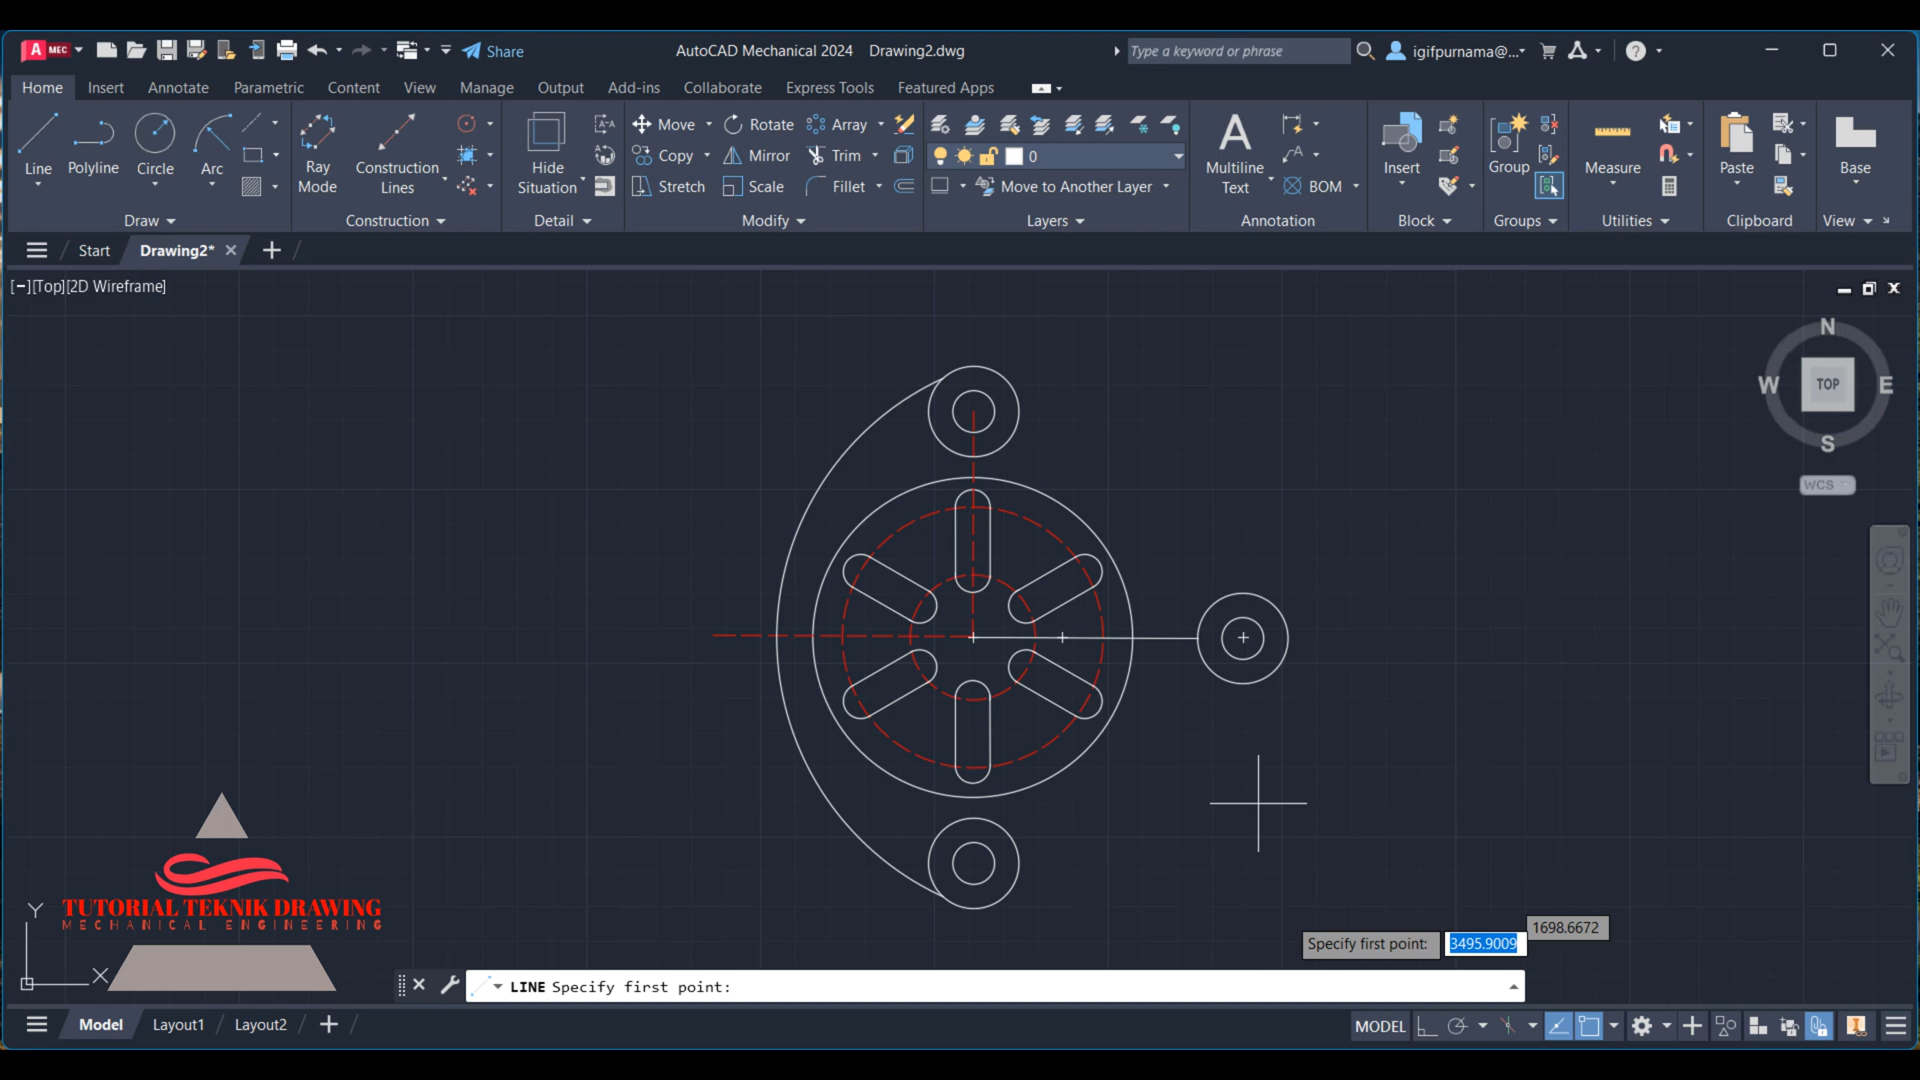 A MEC Share AutoCAD Mechanical 2024 Drawing2.dwg Type a keyword or phrase igifpurnama@...
Home Insert Annotate Parametric Content View Manage Output Add-ins Collaborate Express Tools Featured Apps
Line Polyline Circle Arc
Ray Mode
Construction Lines
Hide Situation
Move Rotate Array
Copy Mirror Trim
Stretch Scale Fillet
0
Move to Another Layer
Multiline Text
BOM
Insert
Group
Measure
Paste
Base
Draw Construction Detail Modify Layers Annotation Block Groups Utilities Clipboard View
Start Drawing2*
[−][Top][2D Wireframe]
N
W TOP E
S
WCS
TUTORIAL TEKNIK DRAWING
MECHANICAL ENGINEERING
Y
X
Specify first point: 3495.9009 1698.6672
LINE Specify first point:
Model Layout1 Layout2 MODEL